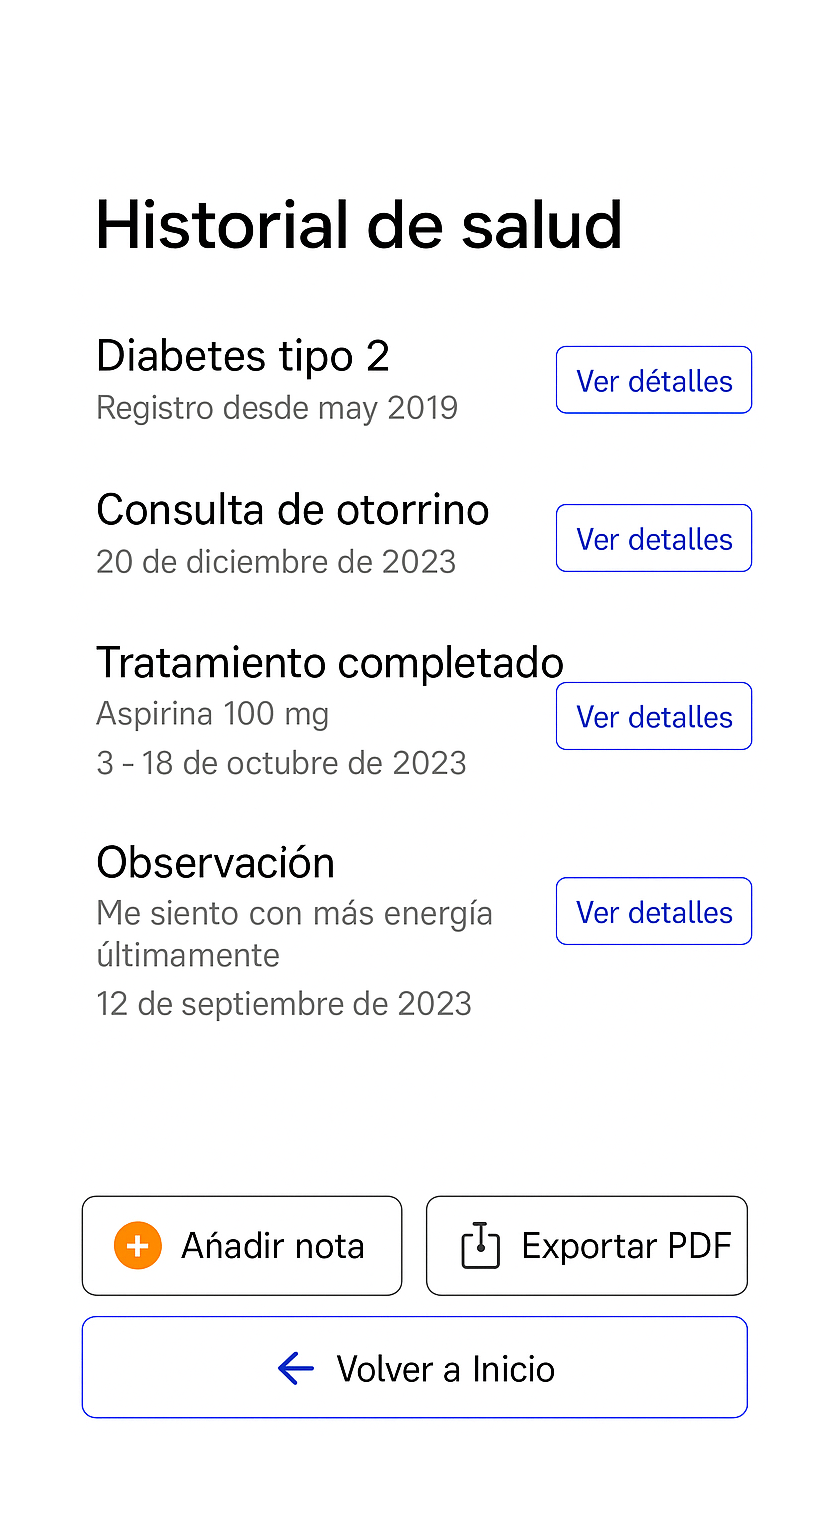 Historial de salud
Diabetes tipo 2
Registro desde may 2019
Ver détalles
Consulta de otorrino
20 de diciembre de 2023
Ver detalles
Tratamiento completado
Aspirina 100 mg
3 - 18 de octubre de 2023
Ver detalles
Observación
Me siento con más energía
últimamente
12 de septiembre de 2023
Ver detalles
Ańadir nota
Exportar PDF
Volver a Inicio